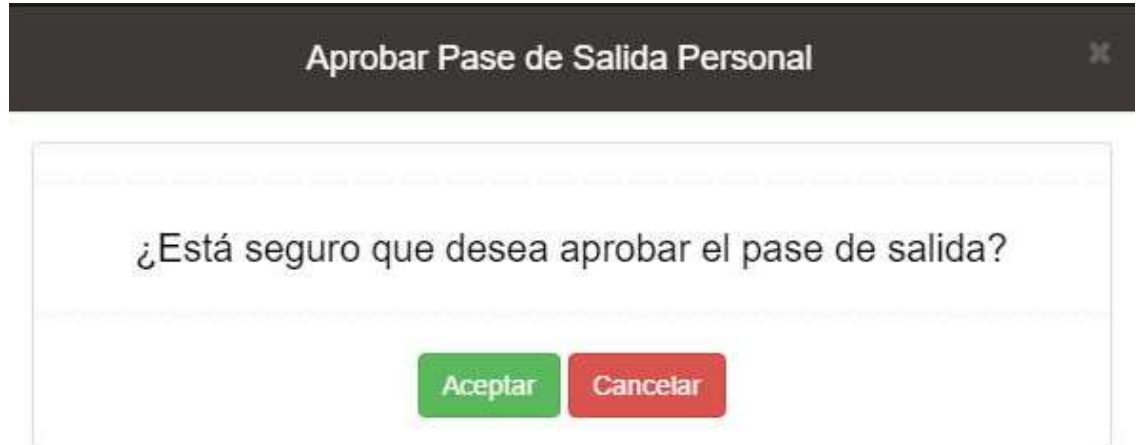 Aprobar Pase de Salida Personal
¿Está seguro que desea aprobar el pase de salida?
Aceptar Cancelar